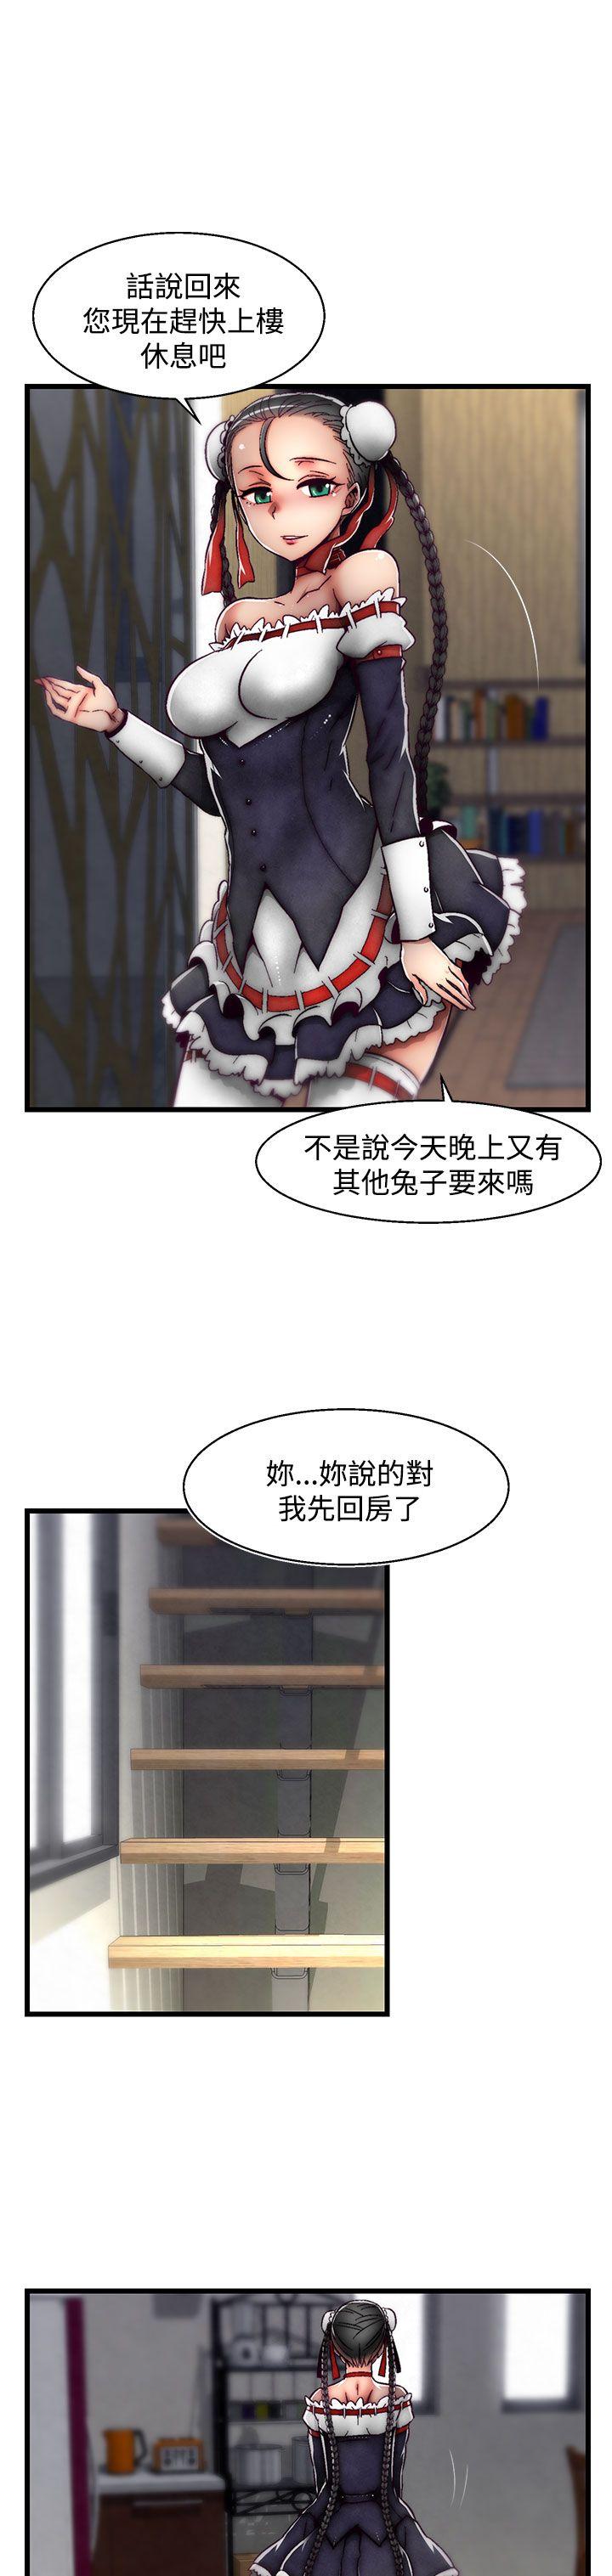 話說回來
您現在趕快上樓
休息吧
不是說今天晚上又有
其他兔子要來嗎
妳...妳說的對
我先回房了